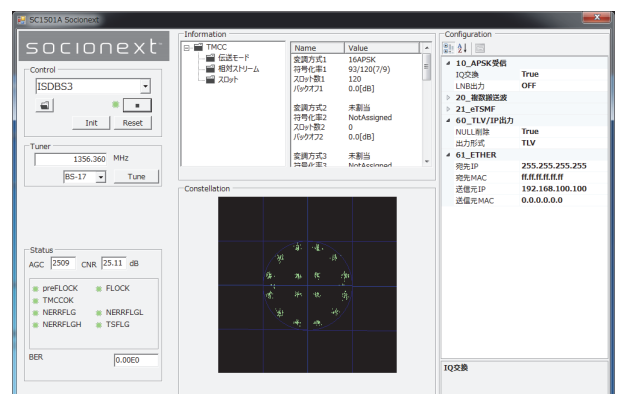 SC1501A Socionext
socionext
Control
ISDBS3
Init Reset
Tuner
1356.360 MHz
BS-17 Tune
Status
AGC 2509 CNR 25.11 dB
preFLOCK FLOCK
TMCCOK
NERRFLG NERRFLGL
NERRFLGH TSFLG
BER 0.00E0
Information
TMCC
伝送モード
相対ストリーム
スロット
Name Value
変調方式1 16APSK
符号化率1 93/120(7/9)
スロット数1 120
バックオフ1 0.0[dB]
変調方式2 未割当
符号化率2 NotAssigned
スロット数2 0
バックオフ2 0.0[dB]
変調方式3 未割当
符号化率3 NotAssigned
Constellation
Configuration
10_APSK受信
IQ交換 True
LNB出力 OFF
20_複数搬送波
21_eTSMF
60_TLV/IP出力
NULL削除 True
出力形式 TLV
61_ETHER
宛先IP 255.255.255.255
宛先MAC ff.ff.ff.ff.ff.ff
送信元IP 192.168.100.100
送信元MAC 0.0.0.0.0.0
IQ交換